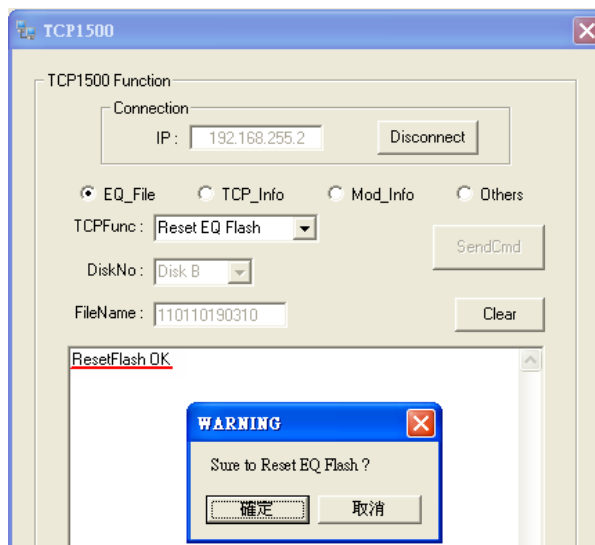 TCP1500
TCP1500 Function
Connection
IP : 192.168.255.2 Disconnect
EQ_File TCP_Info Mod_Info Others
TCPFunc : Reset EQ Flash
SendCmd
DiskNo : Disk B
FileName : 110110190310 Clear
ResetFlash OK
WARNING
Sure to Reset EQ Flash ?
確定 取消